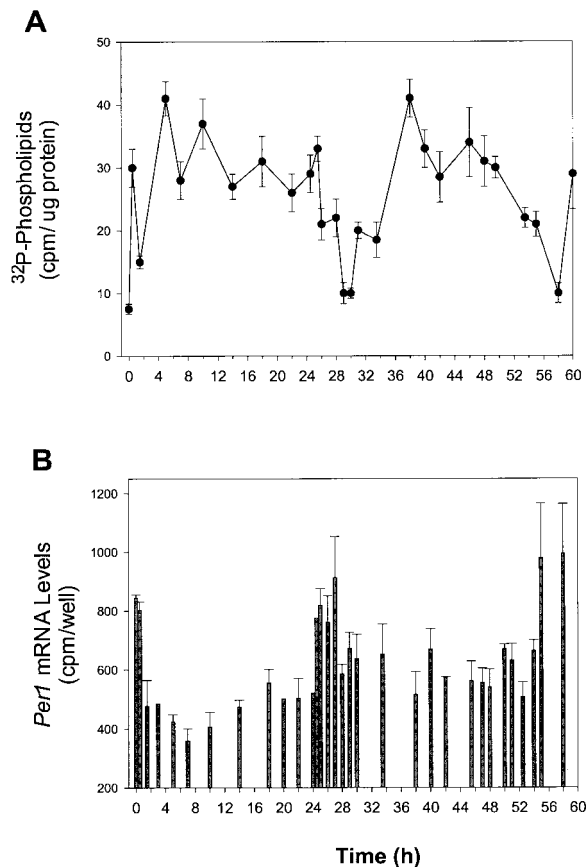 A
50
40
30
20
10
0
³²P-Phospholipids
(cpm/ ug protein)
0 4 8 12 16 20 24 28 32 36 40 44 48 52 56 60
B
1200
1000
800
600
400
200
Per1 mRNA Levels
(cpm/well)
0 4 8 12 16 20 24 28 32 36 40 44 48 52 56 60
Time (h)